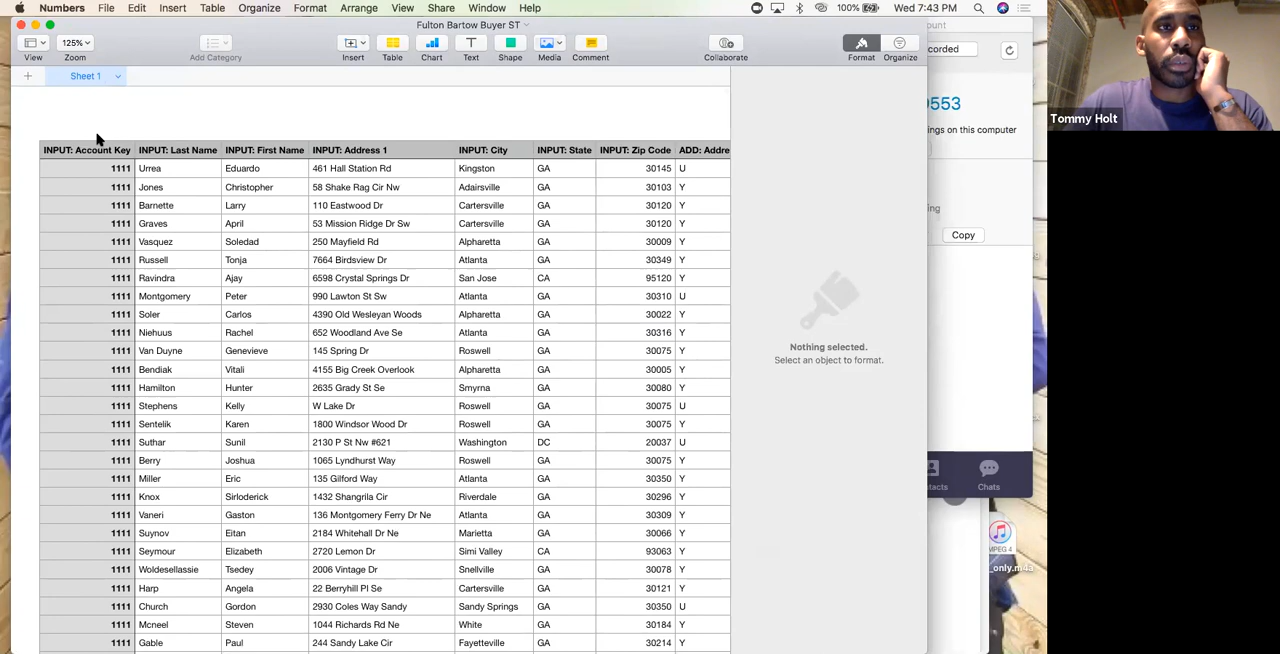 Numbers File Edit Insert Table Organize Format Arrange View Share Window Help 100% Wed 7:43 PM
Fulton Bartow Buyer ST
125%
View Zoom Add Category Insert Table Chart Text Shape Media Comment Collaborate Format Organize
Sheet 1
INPUT: Account Key INPUT: Last Name INPUT: First Name INPUT: Address 1 INPUT: City INPUT: State INPUT: Zip Code ADD: Addre
1111 Urrea Eduardo 461 Hall Station Rd Kingston GA 30145 U
1111 Jones Christopher 58 Shake Rag Cir Nw Adairsville GA 30103 Y
1111 Barnette Larry 110 Eastwood Dr Cartersville GA 30120 Y
1111 Graves April 53 Mission Ridge Dr Sw Cartersville GA 30120 Y
1111 Vasquez Soledad 250 Mayfield Rd Alpharetta GA 30009 Y
1111 Russell Tonja 7664 Birdsview Dr Atlanta GA 30349 Y
1111 Ravindra Ajay 6598 Crystal Springs Dr San Jose CA 95120 Y
1111 Montgomery Peter 990 Lawton St Sw Atlanta GA 30310 U
1111 Soler Carlos 4390 Old Wesleyan Woods Alpharetta GA 30022 Y
1111 Niehuus Rachel 652 Woodland Ave Se Atlanta GA 30316 Y
1111 Van Duyne Genevieve 145 Spring Dr Roswell GA 30075 Y
1111 Bendiak Vitali 4155 Big Creek Overlook Alpharetta GA 30005 Y
1111 Hamilton Hunter 2635 Grady St Se Smyrna GA 30080 Y
1111 Stephens Kelly W Lake Dr Roswell GA 30075 U
1111 Sentelik Karen 1800 Windsor Wood Dr Roswell GA 30075 Y
1111 Suthar Sunil 2130 P St Nw #621 Washington DC 20037 U
1111 Berry Joshua 1065 Lyndhurst Way Roswell GA 30075 Y
1111 Miller Eric 135 Gilford Way Atlanta GA 30350 Y
1111 Knox Sirloderick 1432 Shangrila Cir Riverdale GA 30296 Y
1111 Vaneri Gaston 136 Montgomery Ferry Dr Ne Atlanta GA 30309 Y
1111 Suynov Eitan 2184 Whitehall Dr Ne Marietta GA 30066 Y
1111 Seymour Elizabeth 2720 Lemon Dr Simi Valley CA 93063 Y
1111 Woldesellassie Tsedey 2006 Vintage Dr Snellville GA 30078 Y
1111 Harp Angela 22 Berryhill Pl Se Cartersville GA 30121 Y
1111 Church Gordon 2930 Coles Way Sandy Sandy Springs GA 30350 U
1111 Mcneel Steven 1044 Richards Rd Ne White GA 30184 Y
1111 Gable Paul 244 Sandy Lake Cir Fayetteville GA 30214 Y
Nothing selected.
Select an object to format.
ount
corded
9553
ings on this computer
ing
Copy
tacts Chats
MPEG 4
_only.m4a
Tommy Holt